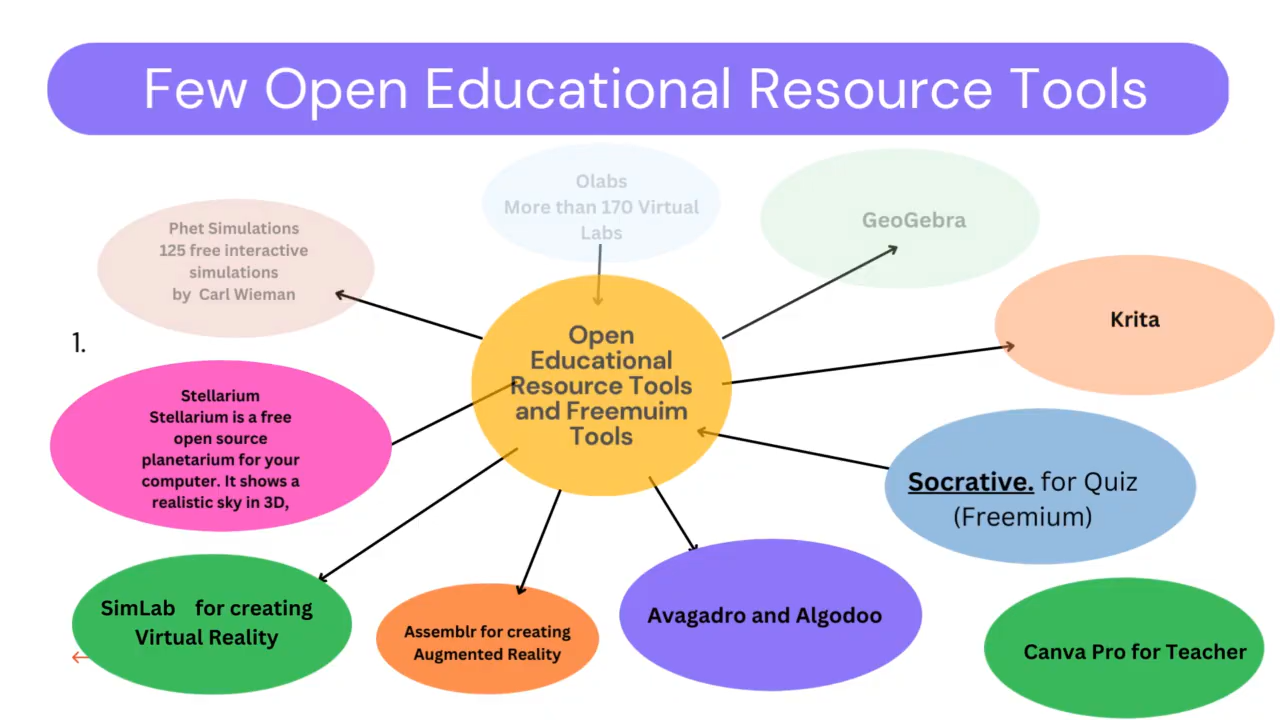 Few Open Educational Resource Tools
Olabs
More than 170 Virtual
Labs
GeoGebra
Phet Simulations
125 free interactive
simulations
by Carl Wieman
Krita
1.
Open
Educational
Resource Tools
and Freemuim
Tools
Stellarium
Stellarium is a free
open source
planetarium for your
computer. It shows a
realistic sky in 3D,
Socrative. for Quiz
(Freemium)
SimLab for creating
Virtual Reality
Assemblr for creating
Augmented Reality
Avagadro and Algodoo
Canva Pro for Teacher